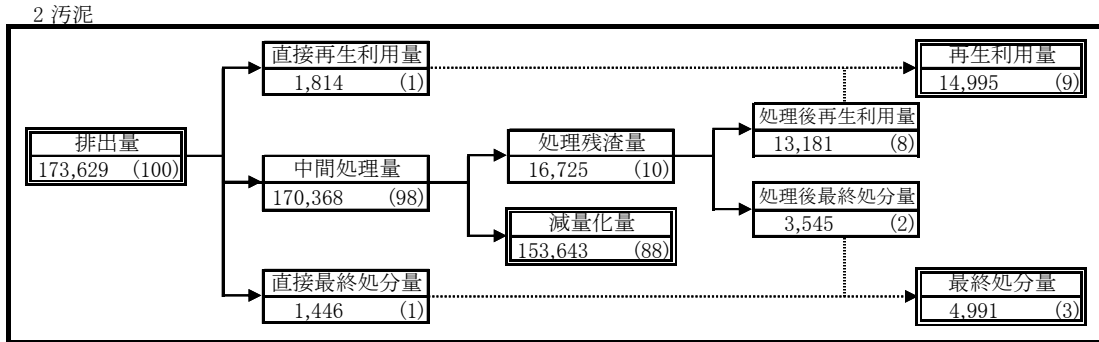 2 汚泥
直接再生利用量
1,814 (1)
再生利用量
14,995 (9)
処理後再生利用量
13,181 (8)
排出量
173,629 (100)
中間処理量
170,368 (98)
処理残渣量
16,725 (10)
処理後最終処分量
3,545 (2)
減量化量
153,643 (88)
直接最終処分量
1,446 (1)
最終処分量
4,991 (3)